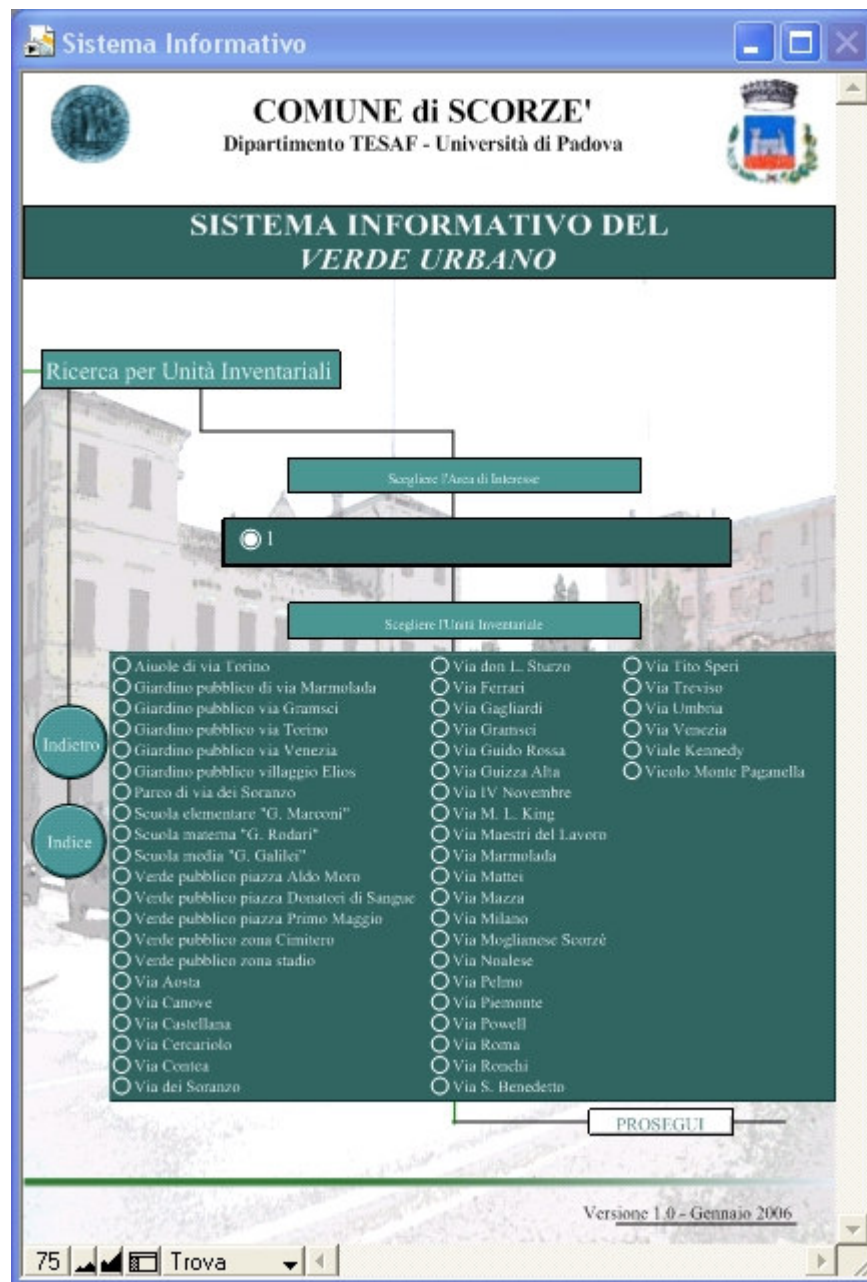 Sistema Informativo
COMUNE di SCORZE'
Dipartimento TESAF - Università di Padova
SISTEMA INFORMATIVO DEL
VERDE URBANO
Ricerca per Unità Inventariali
Scegliere l'Area di Interesse
1
Scegliere l'Unità Inventariale
Aiuole di via Torino
Giardino pubblico di via Marmolada
Giardino pubblico via Gramsci
Giardino pubblico via Torino
Giardino pubblico via Venezia
Giardino pubblico villaggio Elios
Parco di via dei Soranzo
Scuola elementare "G. Marconi"
Scuola materna "G. Rodari"
Scuola media "G. Galilei"
Verde pubblico piazza Aldo Moro
Verde pubblico piazza Donatori di Sangue
Verde pubblico piazza Primo Maggio
Verde pubblico zona Cimitero
Verde pubblico zona stadio
Via Aosta
Via Canove
Via Castellana
Via Cercariolo
Via Contea
Via dei Soranzo
Via don L. Sturzo
Via Ferrari
Via Gagliardi
Via Gramsci
Via Guido Rossa
Via Guizza Alta
Via IV Novembre
Via M. L. King
Via Maestri del Lavoro
Via Marmolada
Via Mattei
Via Mazza
Via Milano
Via Moglianese Scorzè
Via Noalese
Via Pelmo
Via Piemonte
Via Powell
Via Roma
Via Ronchi
Via S. Benedetto
Via Tito Speri
Via Treviso
Via Umbria
Via Venezia
Viale Kennedy
Vicolo Monte Paganella
Indietro
Indice
PROSEGUI
Versione 1.0 - Gennaio 2006
75
Trova